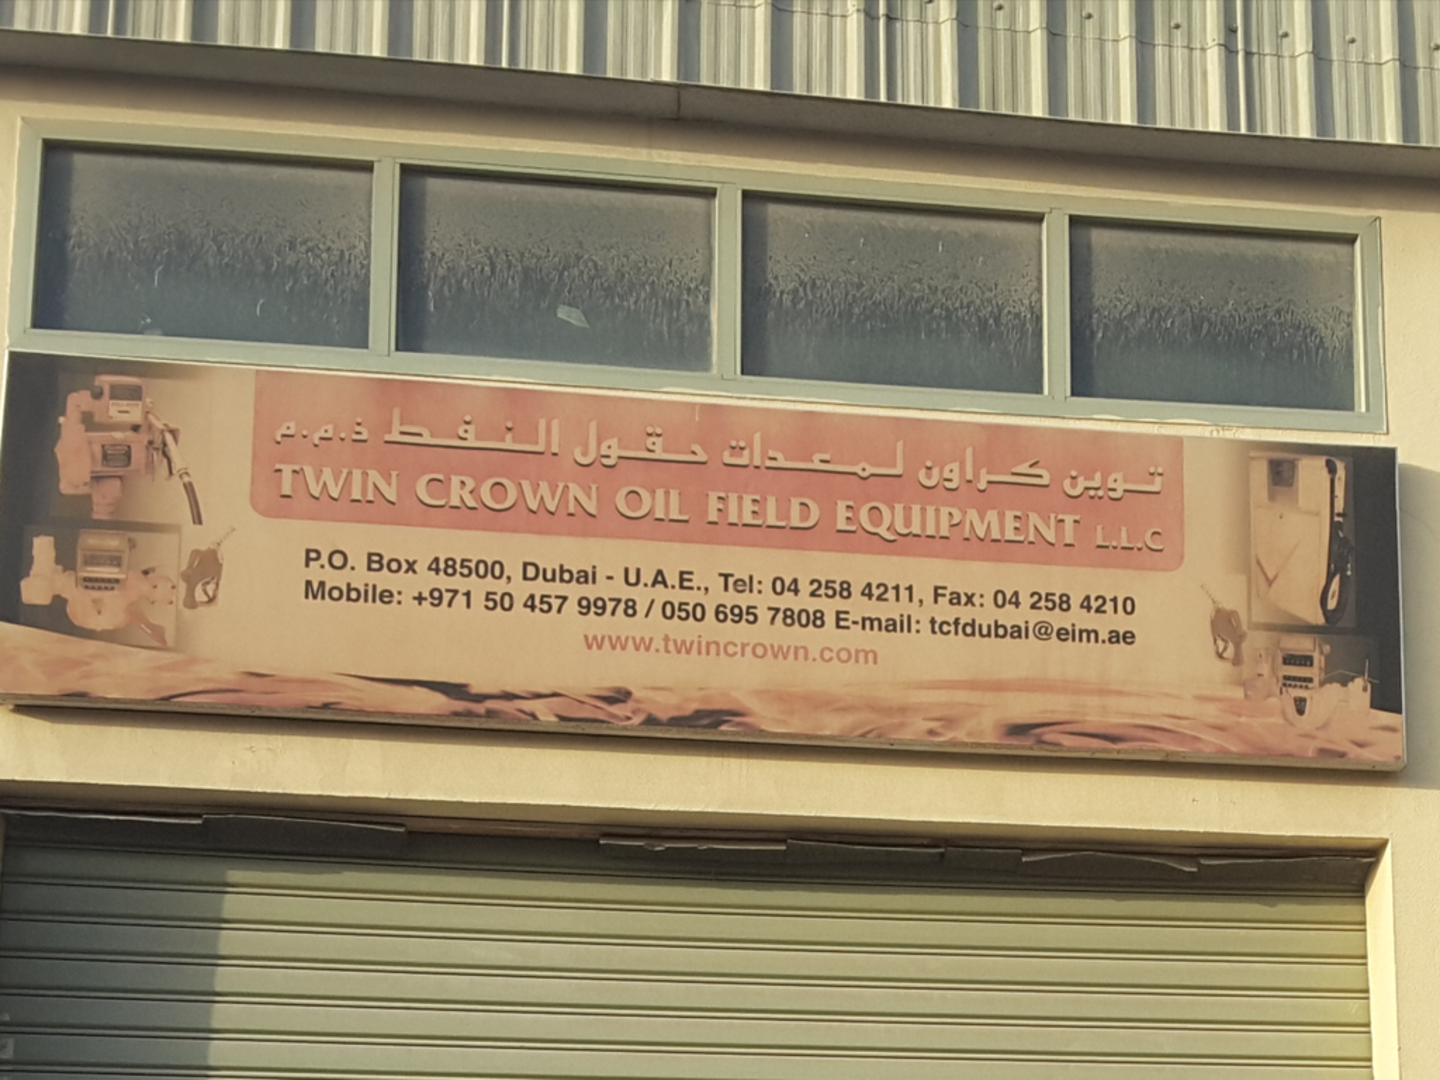 توين كراون لمعدات حقول النفط ذ.م.م
TWIN CROWN OIL FIELD EQUIPMENT L.L.C
P.O. Box 48500, Dubai - U.A.E., Tel: 04 258 4211, Fax: 04 258 4210
Mobile: +971 50 457 9978 / 050 695 7808 E-mail: tcfdubai@eim.ae
www.twincrown.com